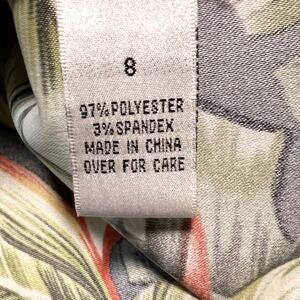 8
97% POLYESTER
3% SPANDEX
MADE IN CHINA
OVER FOR CARE